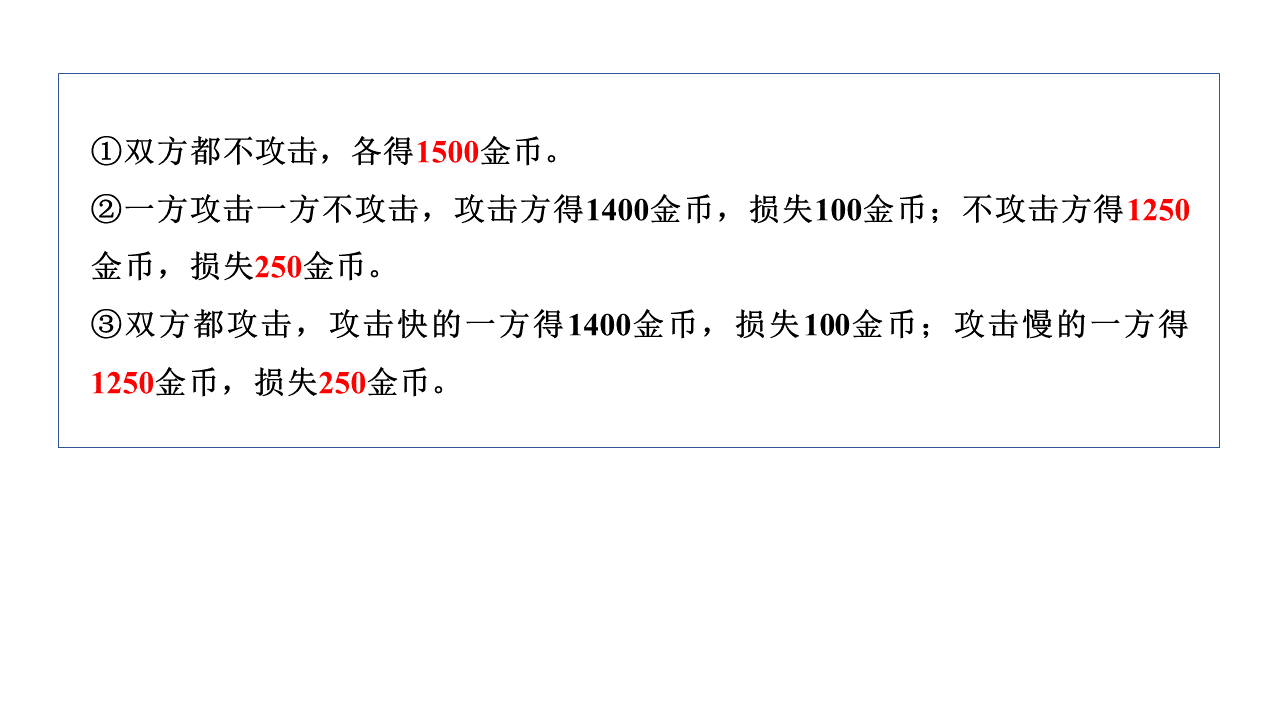 ①双方都不攻击，各得1500金币。
②一方攻击一方不攻击，攻击方得1400金币，损失100金币；不攻击方得1250
金币，损失250金币。
③双方都攻击，攻击快的一方得1400金币，损失100金币；攻击慢的一方得
1250金币，损失250金币。